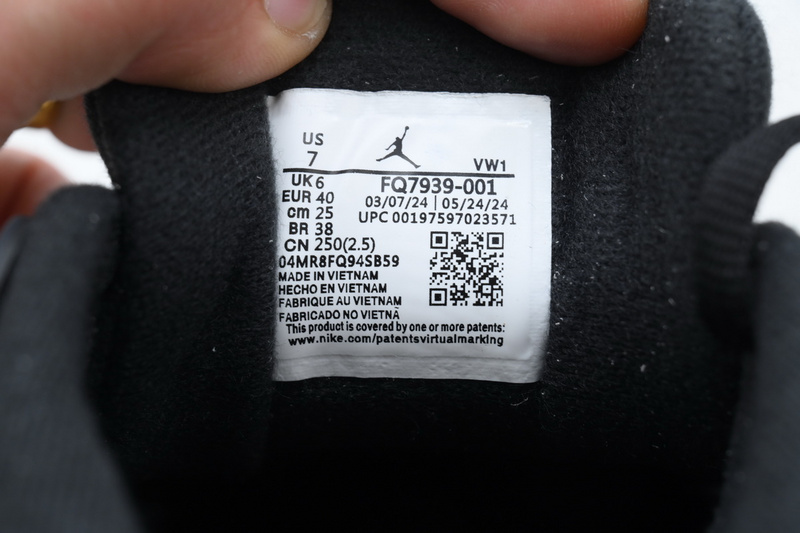 US
7
VW1
UK 6
FQ7939-001
EUR 40
03/07/24 | 05/24/24
cm 25
UPC 00197597023571
BR 38
CN 250(2.5)
04MR8FQ94SB59
MADE IN VIETNAM
HECHO EN VIETNAM
FABRIQUE AU VIETNAM
FABRICADO NO VIETNÃ
This product is covered by one or more patents:
www.nike.com/patentsvirtualmarking